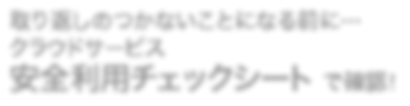 取り返しのつかないことになる前に…
クラウドサービス
安全利用チェックシート で確認!